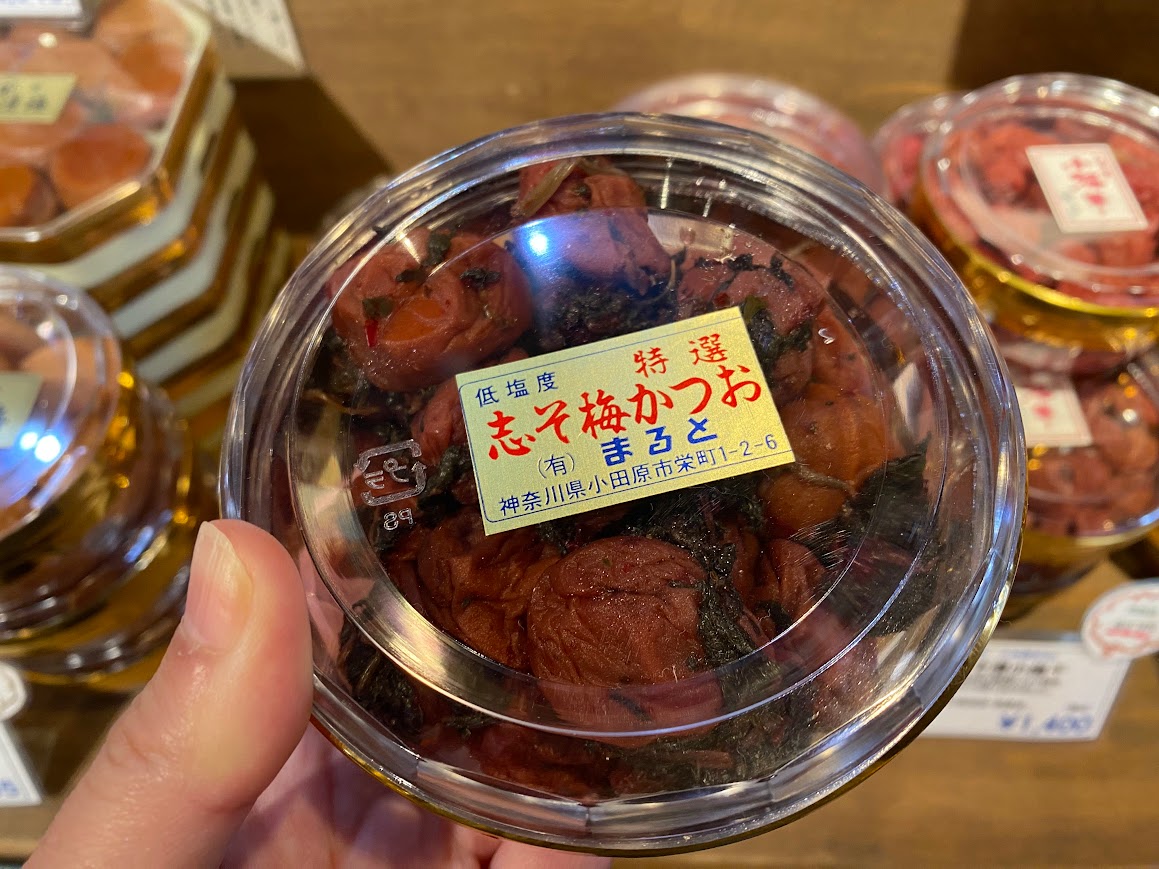 低塩度 特選
志そ梅かつお
(有) まると
神奈川県小田原市栄町1-2-6
プラ
PS
¥1,400